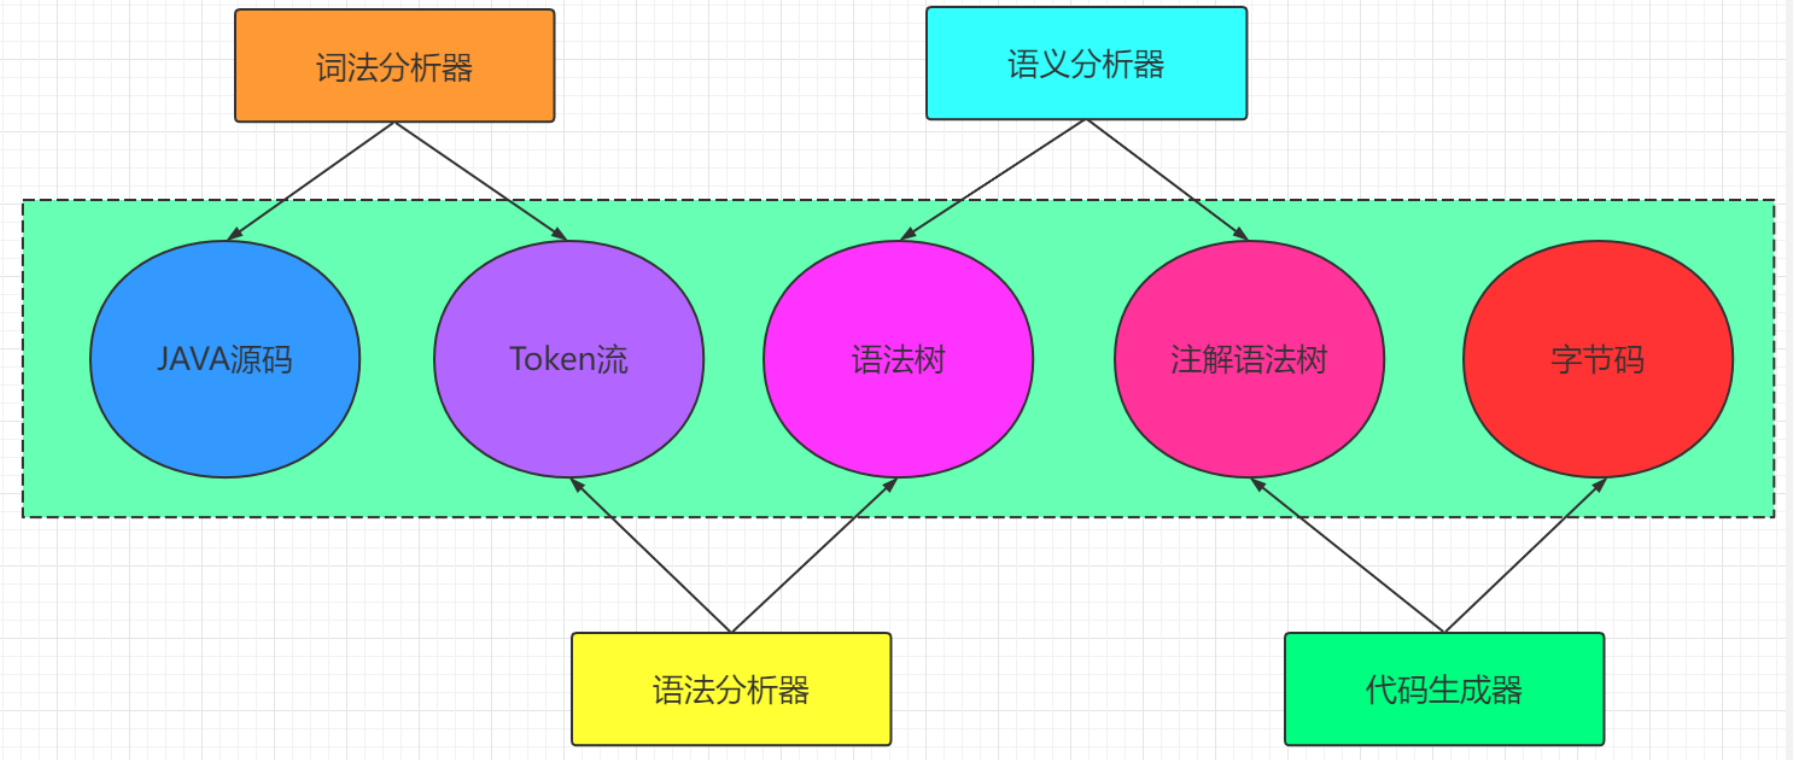 词法分析器
语义分析器
JAVA源码
Token流
语法树
注解语法树
字节码
语法分析器
代码生成器